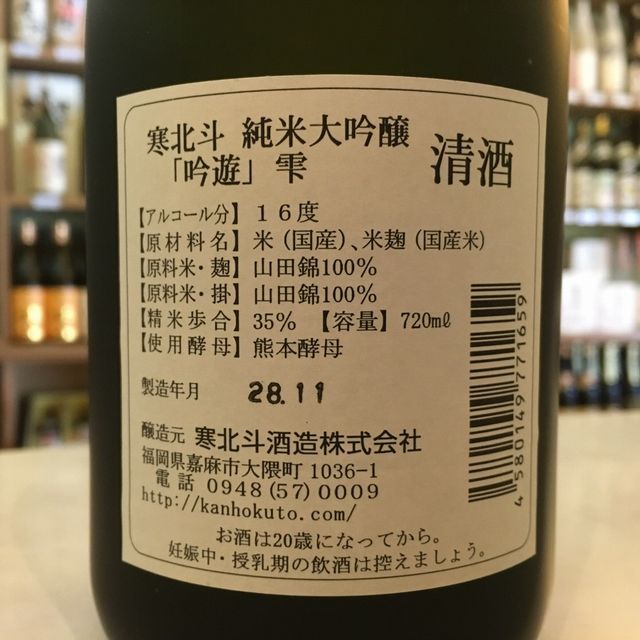 寒北斗 純米大吟醸
「吟遊」雫
清酒
【アルコール分】16度
【原材料名】米（国産）、米麹（国産米）
【原料米・麹】山田錦100%
【原料米・掛】山田錦100%
【精米歩合】35% 【容量】720mℓ
【使用酵母】熊本酵母
製造年月 28.11
醸造元 寒北斗酒造株式会社
福岡県嘉麻市大隈町1036-1
電話 0948(57)0009
http://kanhokuto.com/
お酒は20歳になってから。
妊娠中・授乳期の飲酒は控えましょう。
4 580149 771659